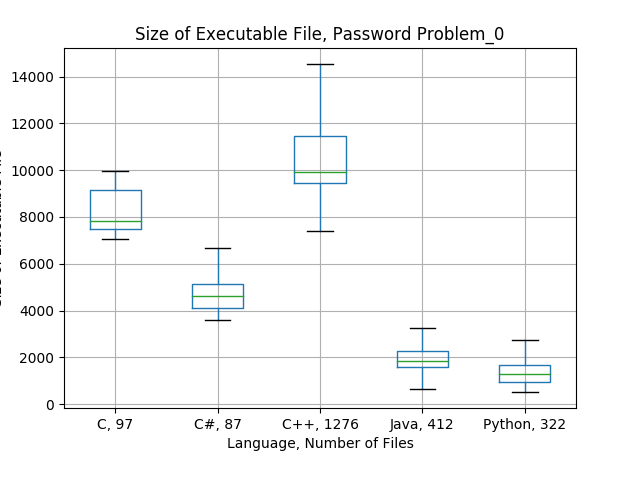 Size of Executable File, Password Problem_0
14000
12000
10000
8000
6000
4000
2000
0
C, 97 C#, 87 C++, 1276 Java, 412 Python, 322
Language, Number of Files